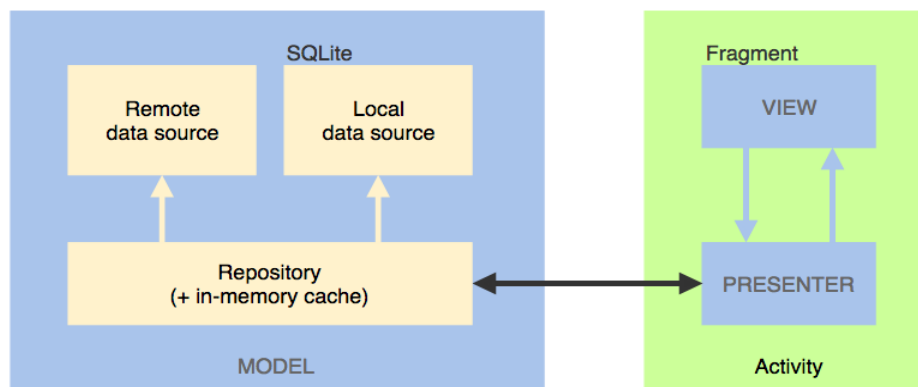 SQLite
Remote
data source
Local
data source
Repository
(+ in-memory cache)
MODEL
Fragment
VIEW
PRESENTER
Activity